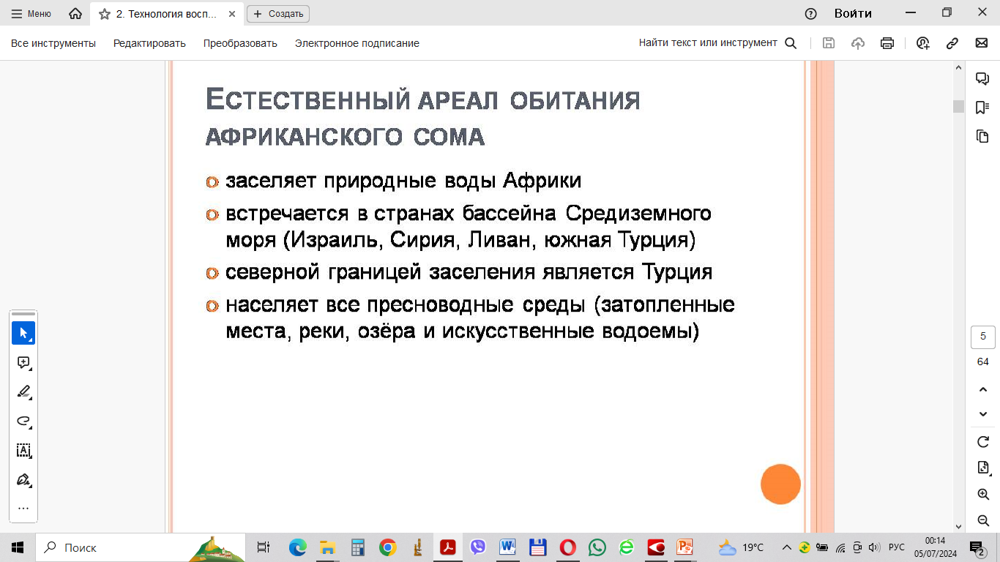 Меню
2. Технология восп...
Создать
Войти
Все инструменты
Редактировать
Преобразовать
Электронное подписание
Найти текст или инструмент
ЕСТЕСТВЕННЫЙ АРЕАЛ ОБИТАНИЯ
АФРИКАНСКОГО СОМА
заселяет природные воды Африки
встречается в странах бассейна Средиземного
моря (Израиль, Сирия, Ливан, южная Турция)
северной границей заселения является Турция
населяет все пресноводные среды (затопленные
места, реки, озёра и искусственные водоемы)
5
64
Поиск
19°C
РУС
00:14
05/07/2024
2